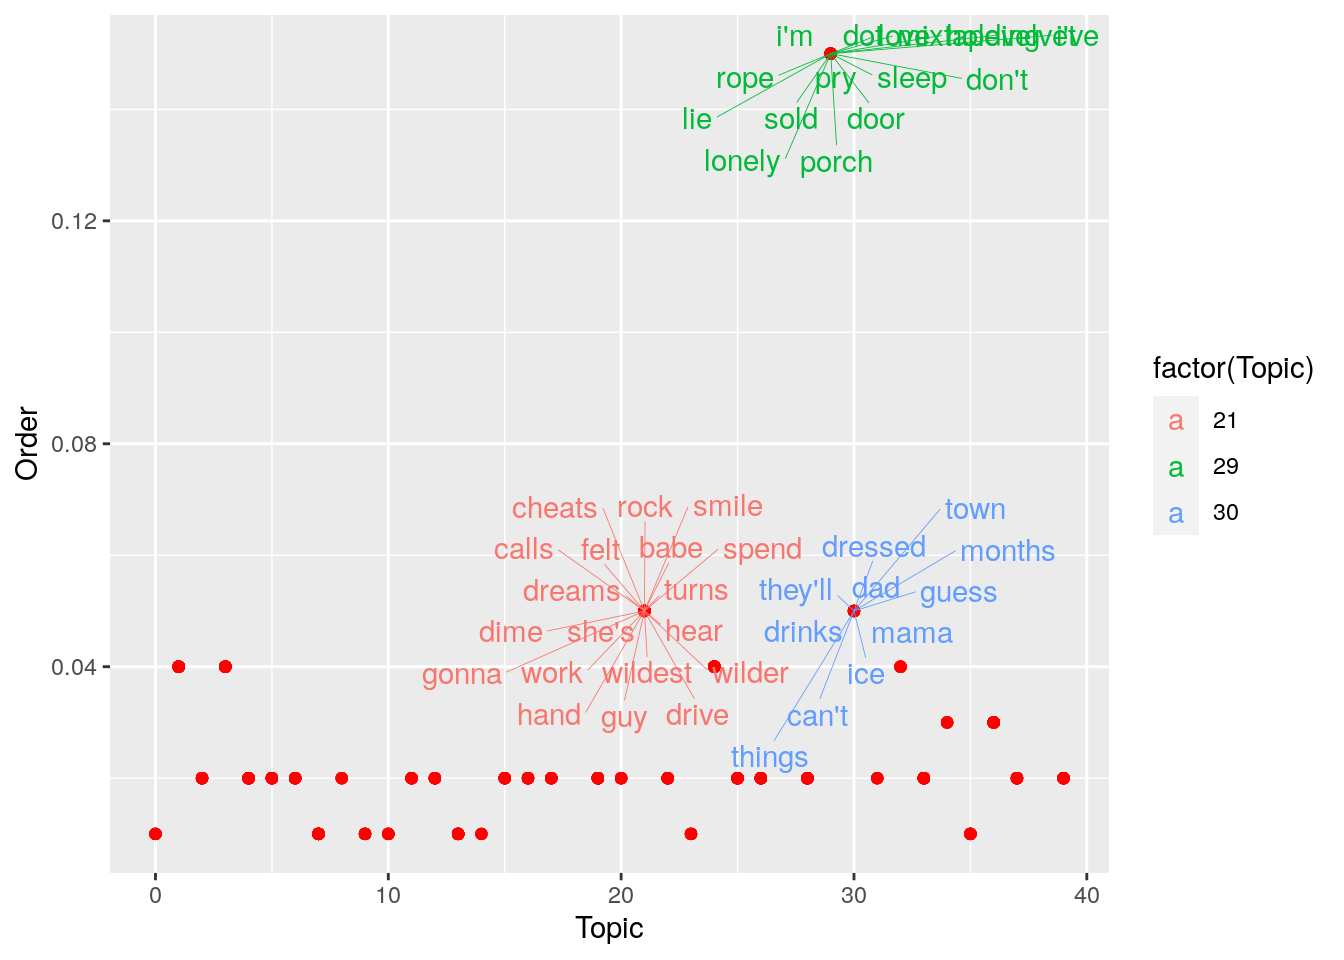 i'm
love
rope pry sleep don't
lie sold door
lonely porch
0.12
factor(Topic)
a 21
a 29
a 30
Order
0.08
cheats rock smile town
calls felt babe spend dressed months
dreams turns they'll dad guess
dime she's hear drinks mama
0.04
gonna work wildest wilder ice
hand guy drive can't
things
0 10 20 30 40
Topic